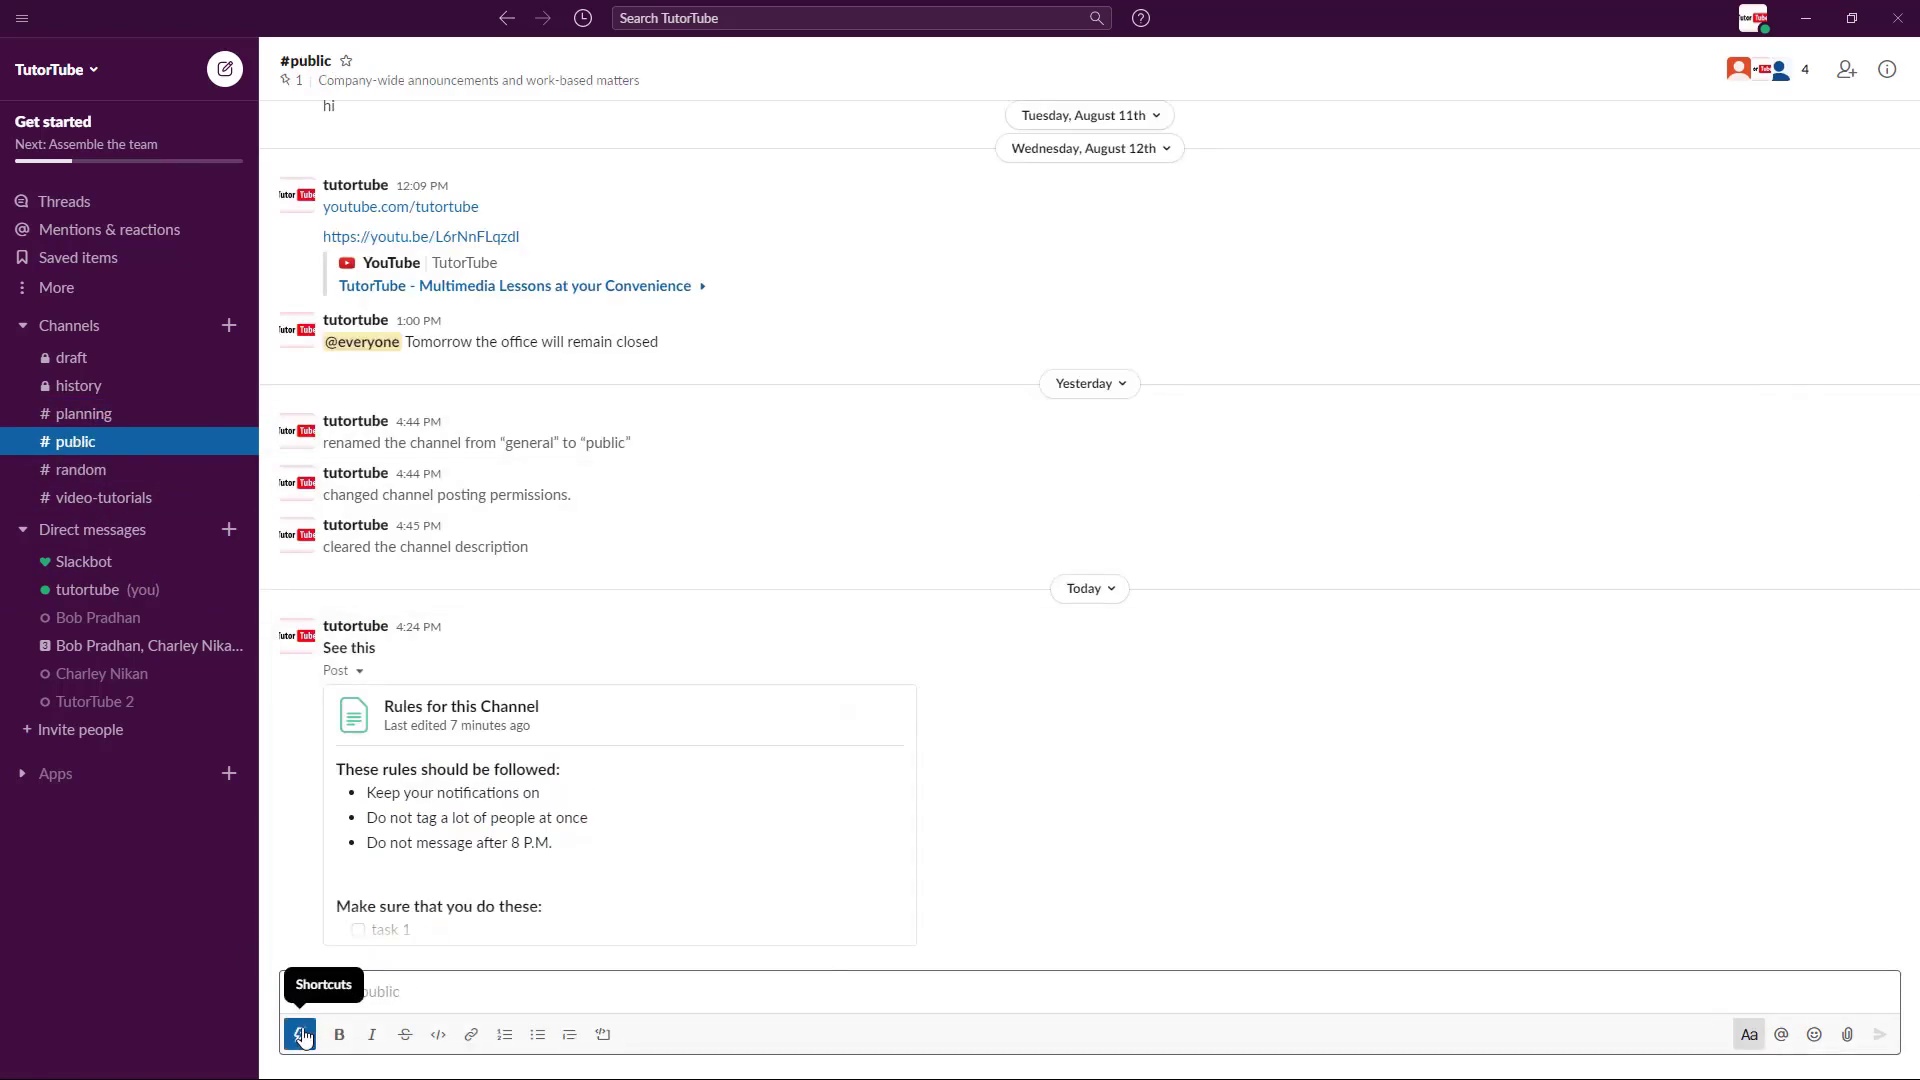 Search TutorTube
TutorTube
Get started
Next: Assemble the team
Threads
Mentions & reactions
Saved items
More
Channels
draft
history
# planning
# public
# random
# video-tutorials
Direct messages
Slackbot
tutortube (you)
Bob Pradhan
3 Bob Pradhan, Charley Nika...
Charley Nikan
TutorTube 2
+ Invite people
Apps
#public
1 | Company-wide announcements and work-based matters
4
hi
Tuesday, August 11th
Wednesday, August 12th
tutortube 12:09 PM
youtube.com/tutortube
https://youtu.be/L6rNnFLqzdI
YouTube | TutorTube
TutorTube - Multimedia Lessons at your Convenience
tutortube 1:00 PM
@everyone Tomorrow the office will remain closed
Yesterday
tutortube 4:44 PM
renamed the channel from “general” to “public”
tutortube 4:44 PM
changed channel posting permissions.
tutortube 4:45 PM
cleared the channel description
Today
tutortube 4:24 PM
See this
Post
Rules for this Channel
Last edited 7 minutes ago
These rules should be followed:
• Keep your notifications on
• Do not tag a lot of people at once
• Do not message after 8 P.M.
Make sure that you do these:
task 1
Shortcuts
public
B I S </> Aa @